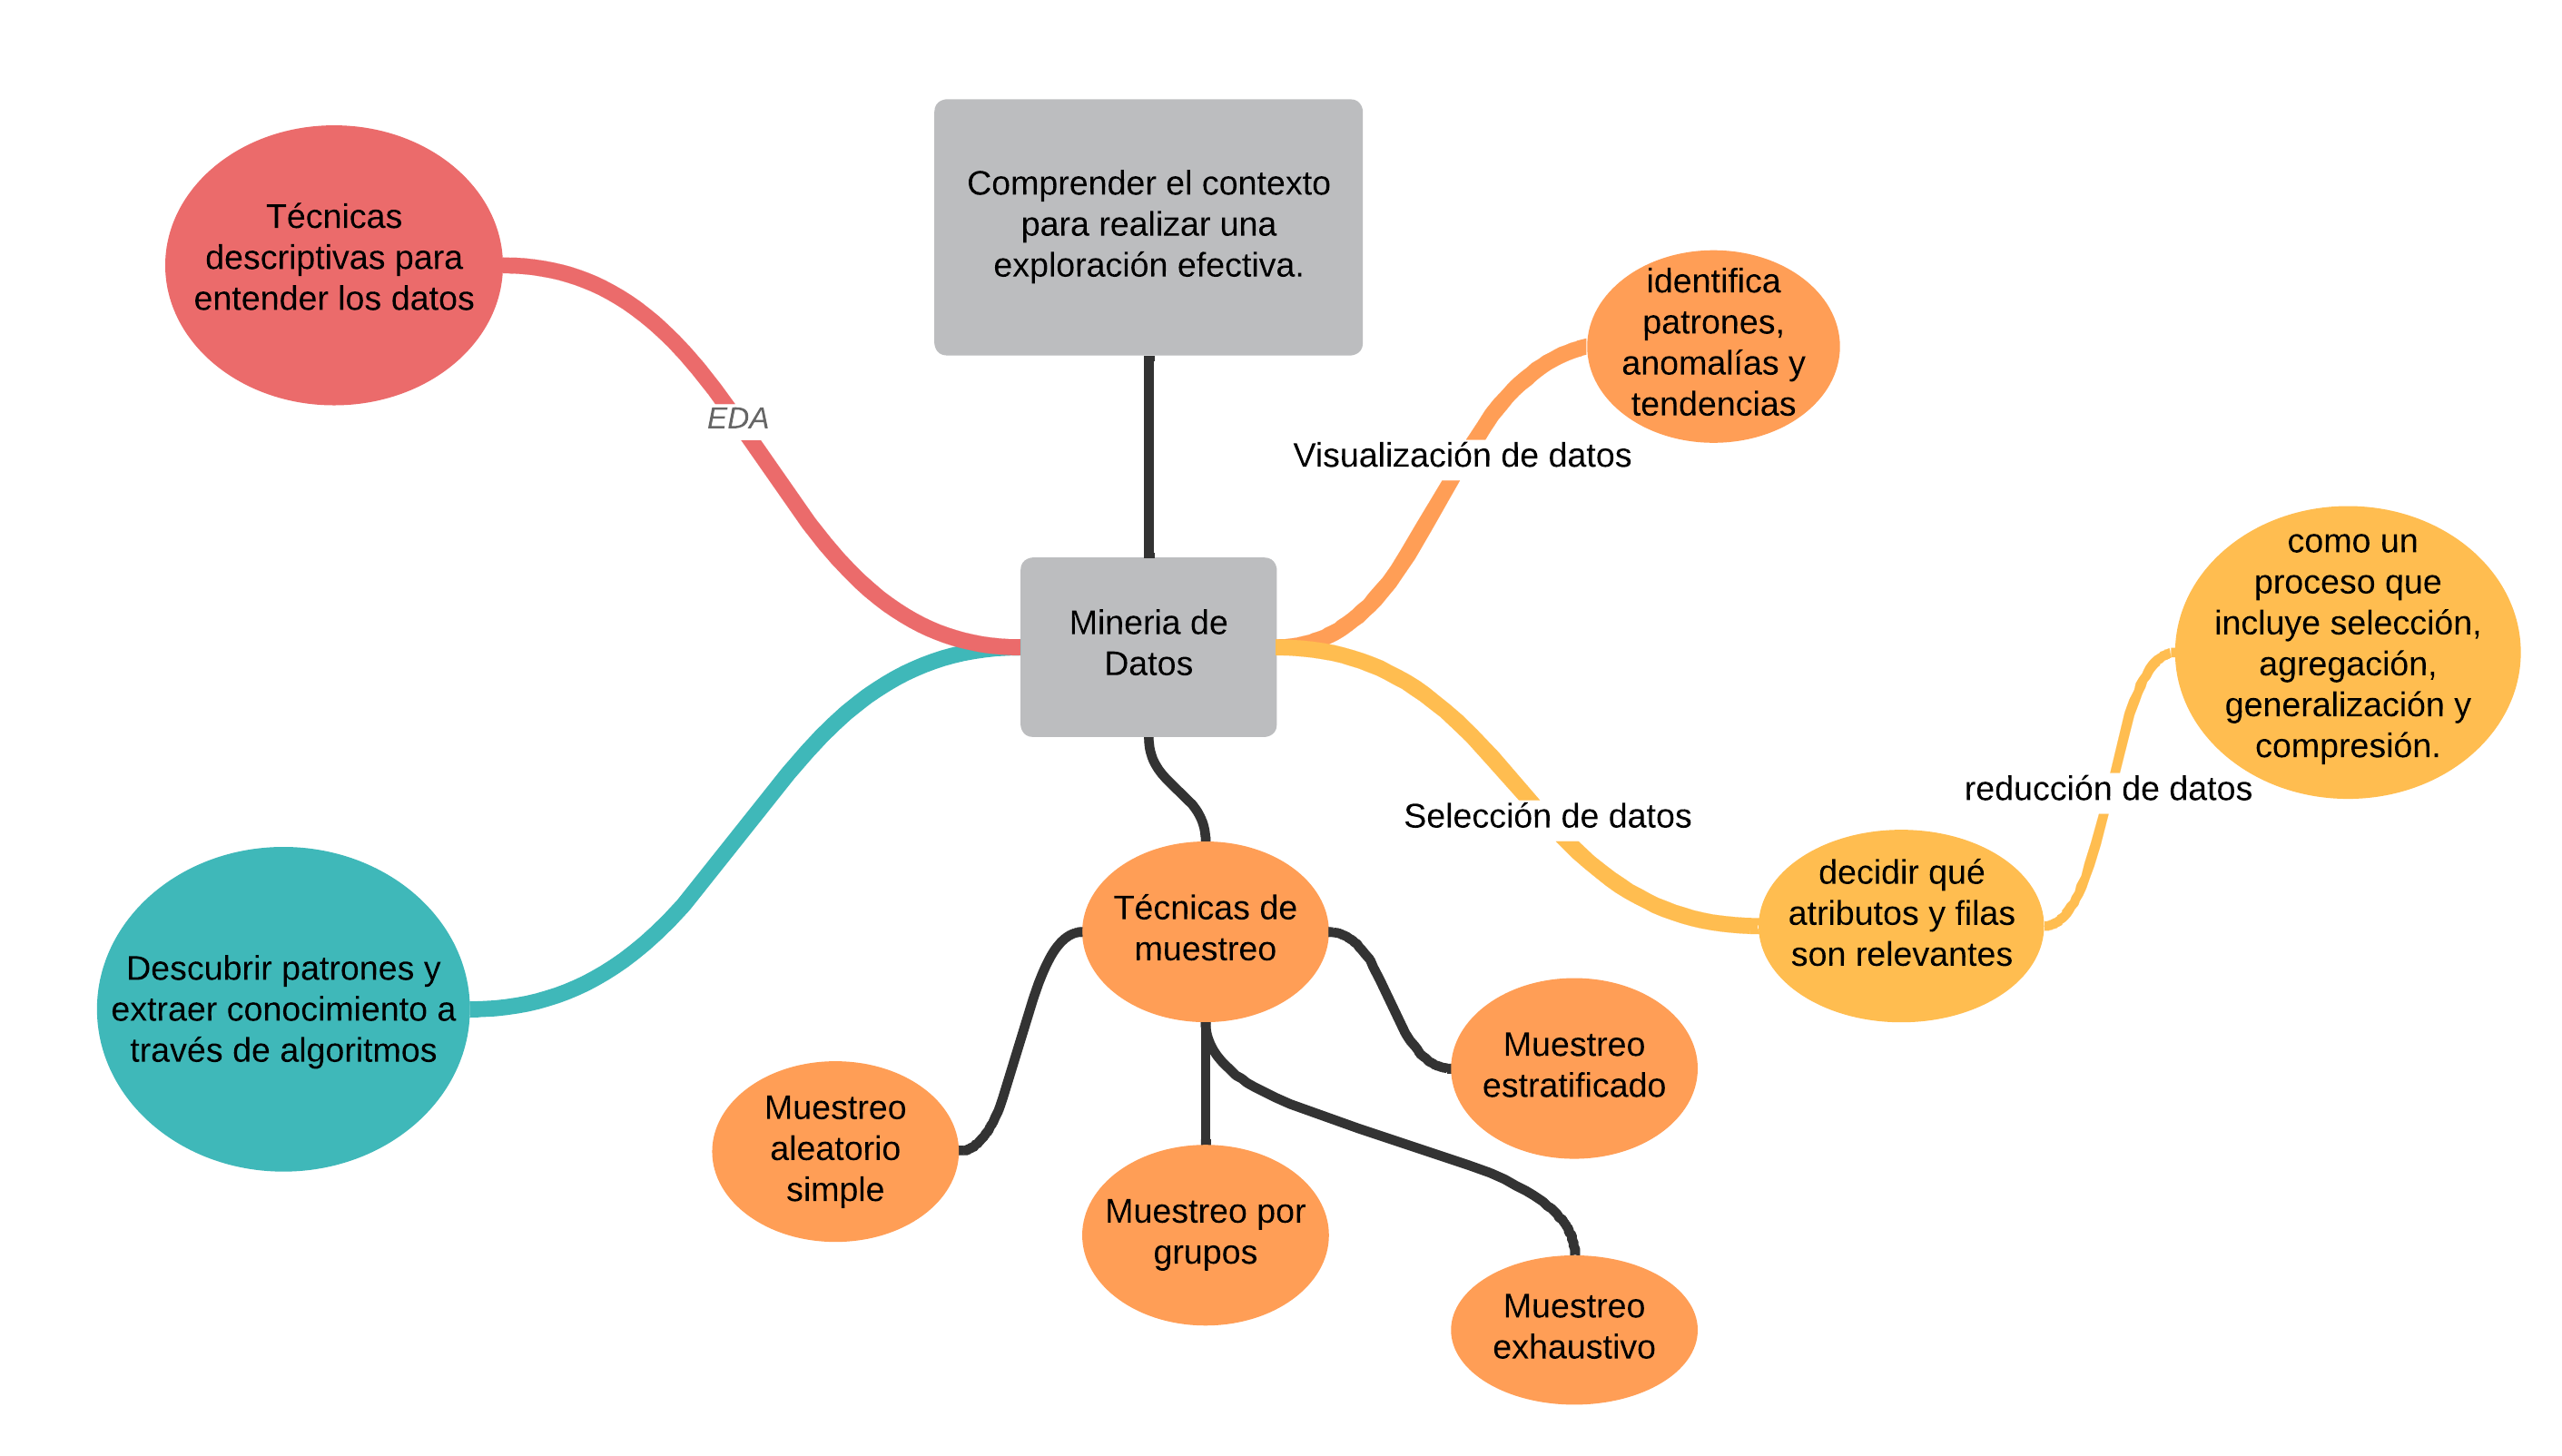 Comprender el contexto
para realizar una
exploración efectiva.
Técnicas
descriptivas para
entender los datos
EDA
identifica
patrones,
anomalías y
tendencias
Visualización de datos
Mineria de
Datos
como un
proceso que
incluye selección,
agregación,
generalización y
compresión.
reducción de datos
Selección de datos
decidir qué
atributos y filas
son relevantes
Descubrir patrones y
extraer conocimiento a
través de algoritmos
Técnicas de
muestreo
Muestreo
estratificado
Muestreo
aleatorio
simple
Muestreo por
grupos
Muestreo
exhaustivo